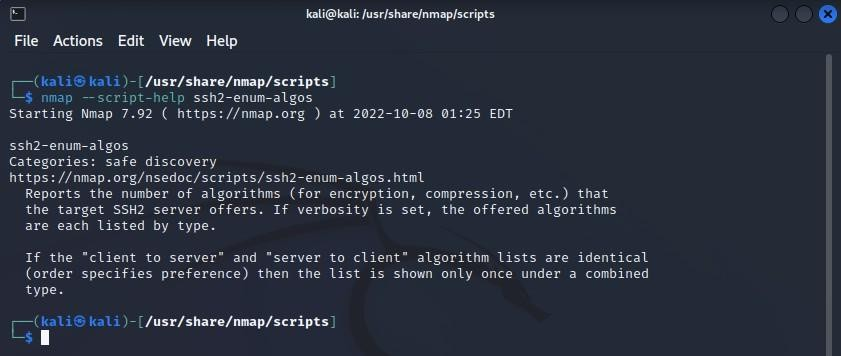 kali@kali: /usr/share/nmap/scripts
File Actions Edit View Help
┌──(kali㉿kali)-[/usr/share/nmap/scripts]
└─$ nmap --script-help ssh2-enum-algos
Starting Nmap 7.92 ( https://nmap.org ) at 2022-10-08 01:25 EDT
ssh2-enum-algos
Categories: safe discovery
https://nmap.org/nsedoc/scripts/ssh2-enum-algos.html
Reports the number of algorithms (for encryption, compression, etc.) that
the target SSH2 server offers. If verbosity is set, the offered algorithms
are each listed by type.
If the "client to server" and "server to client" algorithm lists are identical
(order specifies preference) then the list is shown only once under a combined
type.
┌──(kali㉿kali)-[/usr/share/nmap/scripts]
└─$